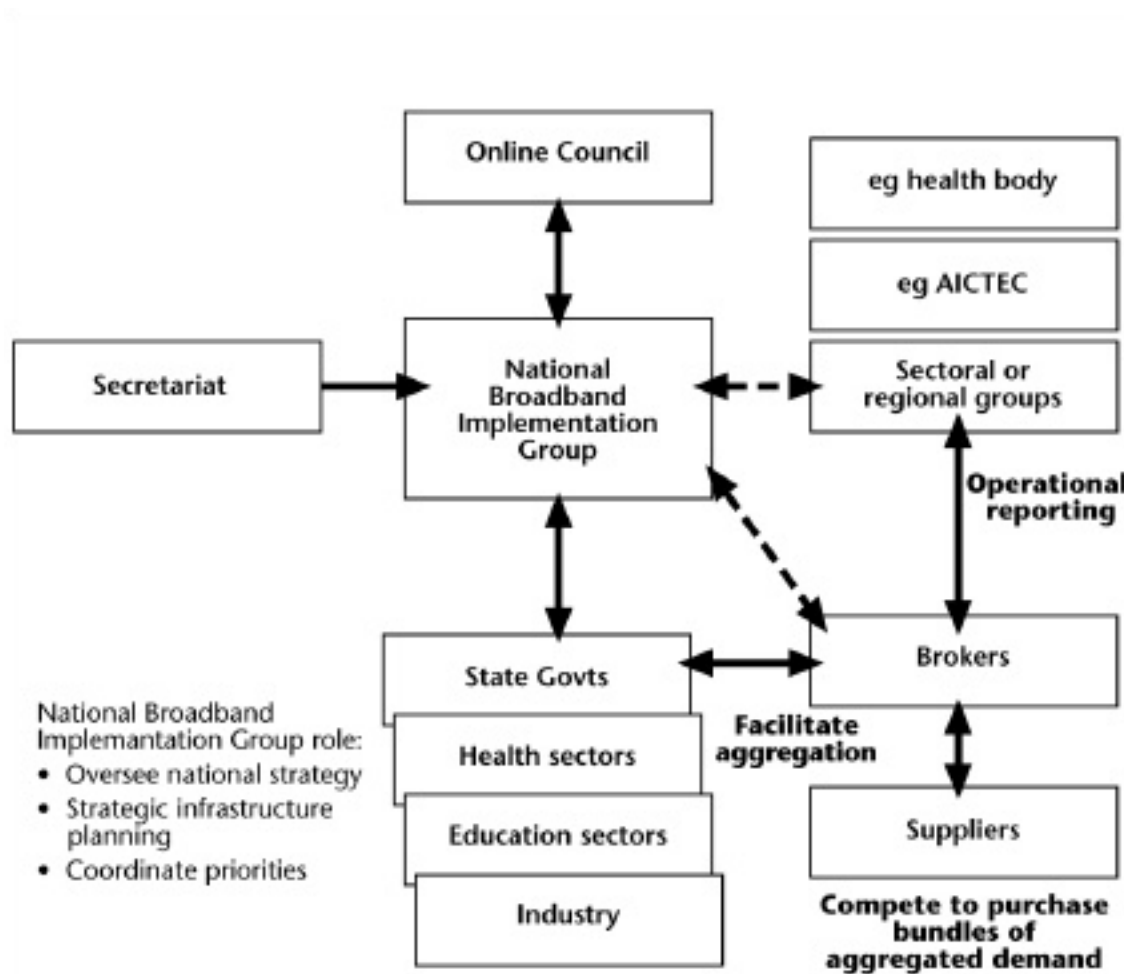 Online Council
eg health body
eg AICTEC
Secretariat
National
Broadband
Implementation
Group
Sectoral or
regional groups
Operational
reporting
State Govts
Brokers
Facilitate
aggregation
Health sectors
Education sectors
Industry
Suppliers
Compete to purchase
bundles of
aggregated demand
National Broadband
Implemantation Group role:
• Oversee national strategy
• Strategic infrastructure
planning
• Coordinate priorities